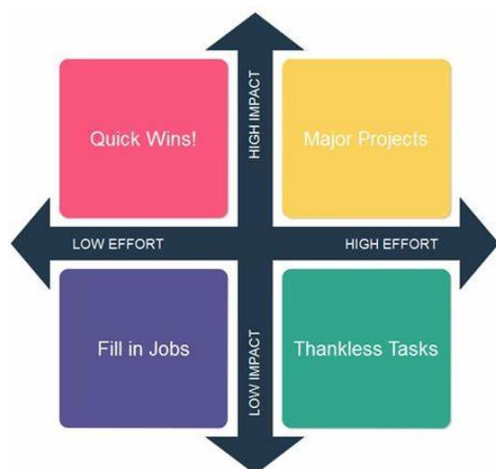 Quick Wins!
HIGH IMPACT
Major Projects
LOW EFFORT
HIGH EFFORT
Fill in Jobs
LOW IMPACT
Thankless Tasks